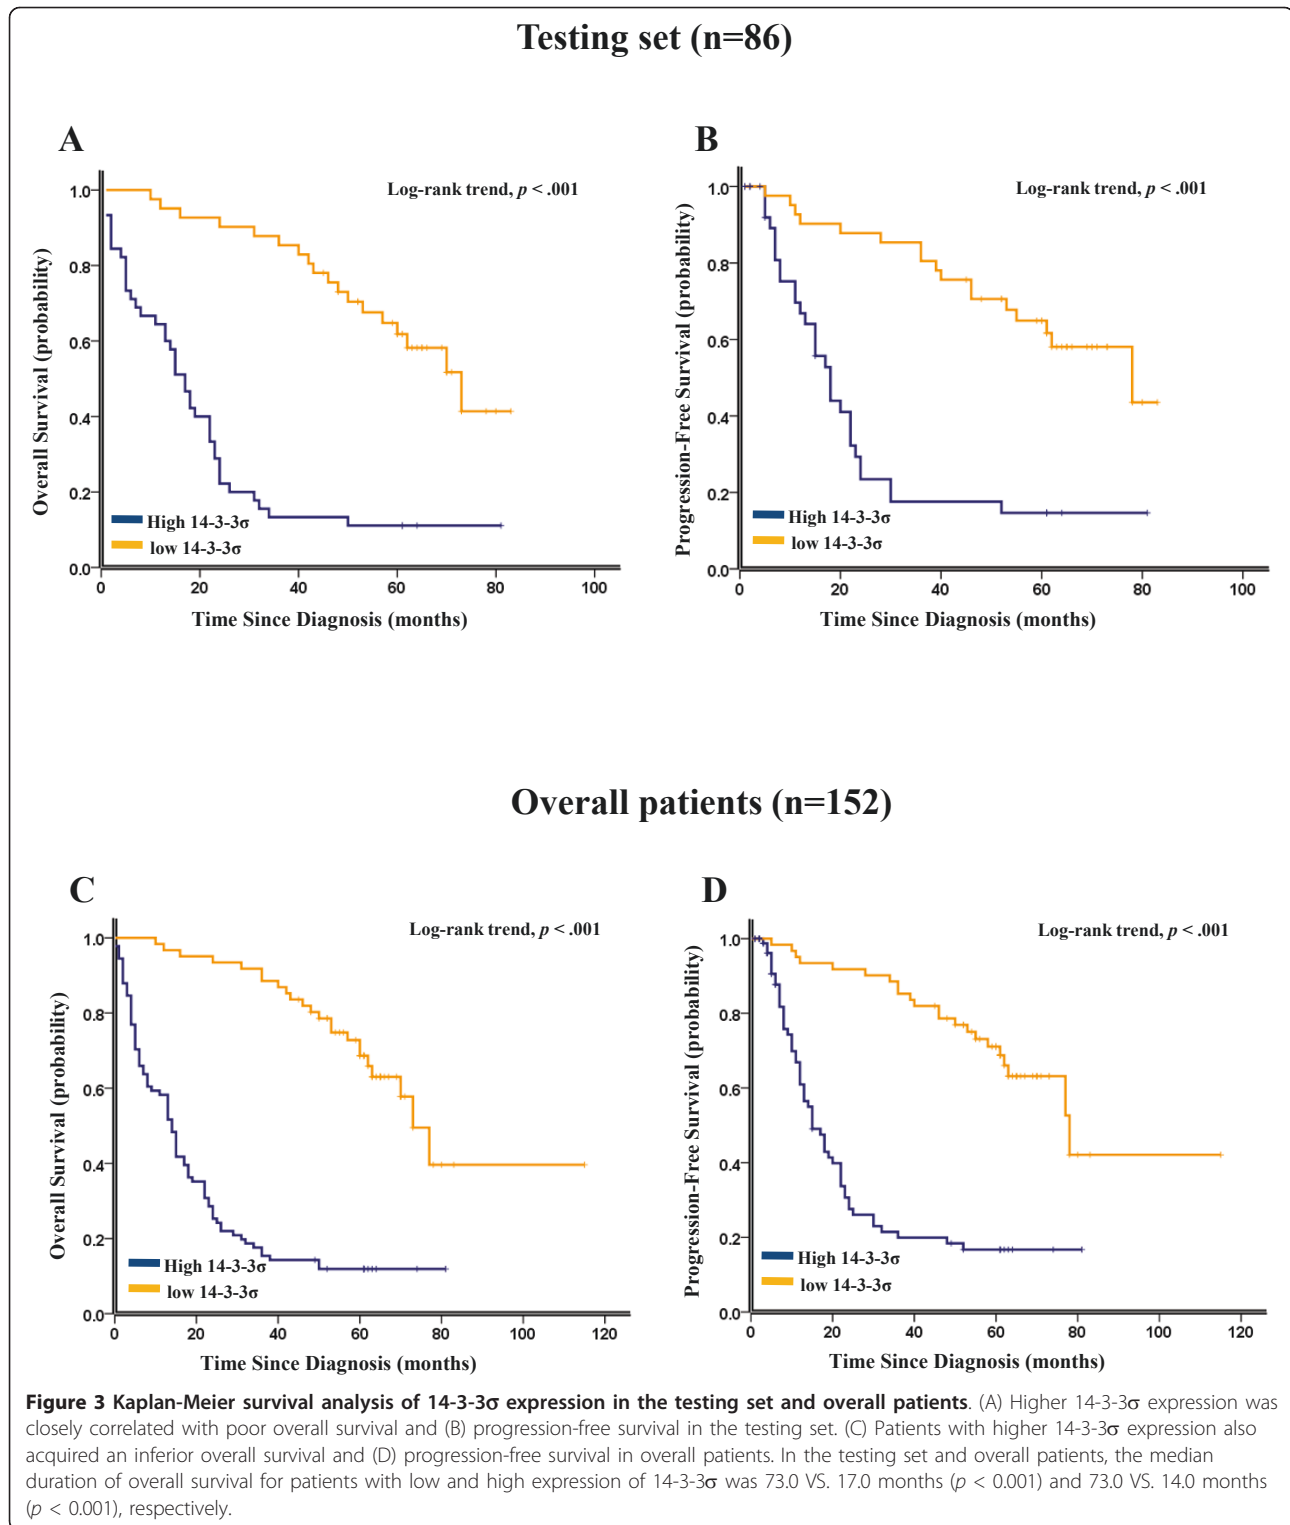 Testing set (n=86)
A
Log-rank trend, p < .001
Overall Survival (probability)
1.0
0.8
0.6
0.4
0.2
0.0
High 14-3-3σ
low 14-3-3σ
0 20 40 60 80 100
Time Since Diagnosis (months)
B
Log-rank trend, p < .001
Progression-Free Survival (probability)
1.0
0.8
0.6
0.4
0.2
0.0
High 14-3-3σ
low 14-3-3σ
0 20 40 60 80 100
Time Since Diagnosis (months)
Overall patients (n=152)
C
Log-rank trend, p < .001
Overall Survival (probability)
1.0
0.8
0.6
0.4
0.2
0.0
High 14-3-3σ
low 14-3-3σ
0 20 40 60 80 100 120
Time Since Diagnosis (months)
D
Log-rank trend, p < .001
Progression-Free Survival (probability)
1.0
0.8
0.6
0.4
0.2
0.0
High 14-3-3σ
low 14-3-3σ
0 20 40 60 80 100 120
Time Since Diagnosis (months)
Figure 3 Kaplan-Meier survival analysis of 14-3-3σ expression in the testing set and overall patients. (A) Higher 14-3-3σ expression was
closely correlated with poor overall survival and (B) progression-free survival in the testing set. (C) Patients with higher 14-3-3σ expression also
acquired an inferior overall survival and (D) progression-free survival in overall patients. In the testing set and overall patients, the median
duration of overall survival for patients with low and high expression of 14-3-3σ was 73.0 VS. 17.0 months (p < 0.001) and 73.0 VS. 14.0 months
(p < 0.001), respectively.